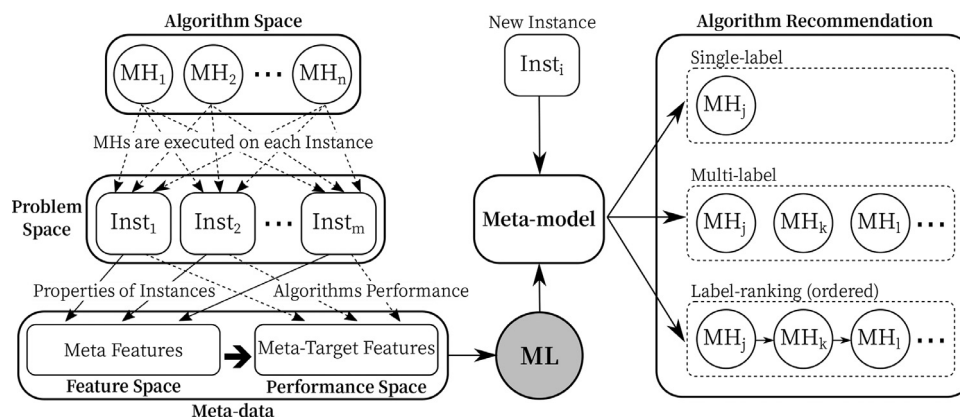 Algorithm Space
MH1 MH2 ... MHn
MHs are executed on each Instance
Problem
Space
Inst1 Inst2 ... Instm
Properties of Instances Algorithms Performance
Meta Features Meta-Target Features
Feature Space Performance Space
Meta-data
New Instance
Insti
Meta-model
ML
Algorithm Recommendation
Single-label
MHj
Multi-label
MHj MHk MHl ...
Label-ranking (ordered)
MHj MHk MHl ...